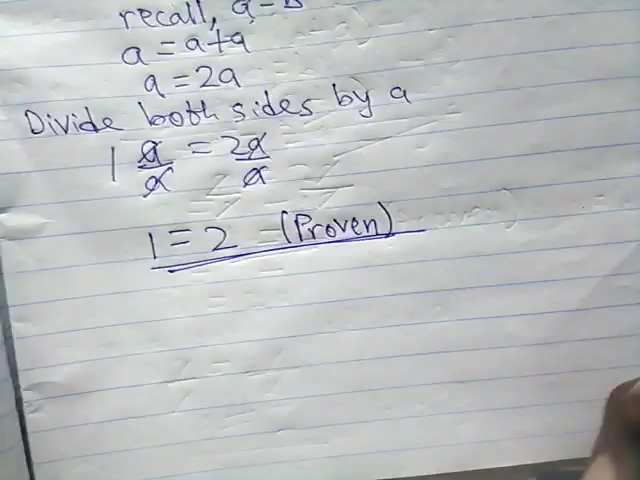 recall, a = b
a = a+a
a = 2a
Divide both sides by a
1 a/a = 2a/a
1 = 2 (Proven)